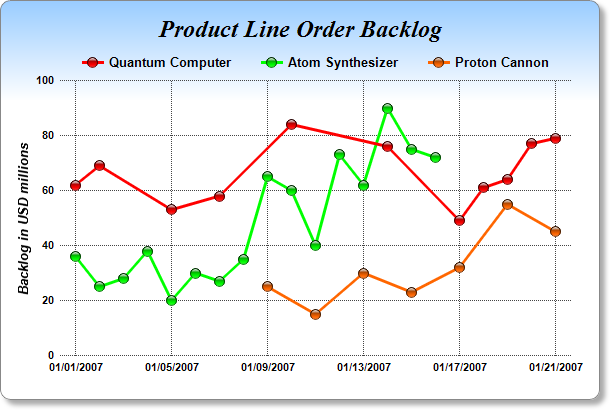 Product Line Order Backlog
Quantum Computer Atom Synthesizer Proton Cannon
Backlog in USD millions
100
80
60
40
20
0
01/01/2007 01/05/2007 01/09/2007 01/13/2007 01/17/2007 01/21/2007